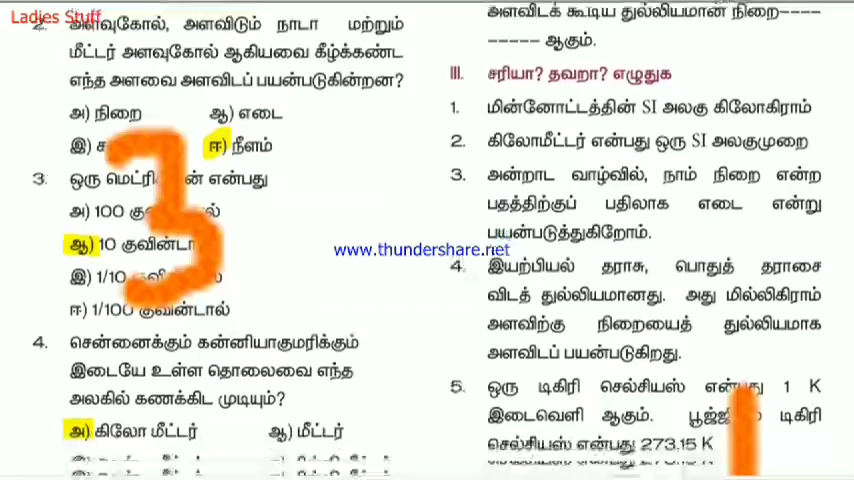 Ladies Stuff
2. அளவுகோல், அளவிடும் நாடா மற்றும்
மீட்டர் அளவுகோல் ஆகியவை கீழ்க்கண்ட
எந்த அளவை அளவிடப் பயன்படுகின்றன?
அ) நிறை ஆ) எடை
இ) ஈ) நீளம்
3. ஒரு என்பது
அ) 100
ஆ) 10 குவிண்டால்
இ) 1/10
ஈ) 1/100 குவிண்டால்
4. சென்னைக்கும் கன்னியாகுமரிக்கும்
இடையே உள்ள தொலைவை எந்த
அலகில் கணக்கிட முடியும்?
அ) கிலோ மீட்டர் ஆ) மீட்டர்
3
www.thundershare.net
அளவிடக் கூடிய துல்லியமான நிறை----
------ ஆகும்.
III. சரியா? தவறா? எழுதுக
1. மின்னோட்டத்தின் SI அலகு கிலோகிராம்
2. கிலோமீட்டர் என்பது ஒரு SI அலகுமுறை
3. அன்றாட வாழ்வில், நாம் நிறை என்ற
பதத்திற்குப் பதிலாக எடை என்று
பயன்படுத்துகிறோம்.
4. இயற்பியல் தராசு, பொதுத் தராசை
விடத் துல்லியமானது. அது மில்லிகிராம்
அளவிற்கு நிறையைத் துல்லியமாக
அளவிடப் பயன்படுகிறது.
5. ஒரு டிகிரி செல்சியஸ் என்பது 1 K
இடைவெளி ஆகும். டிகிரி
செல்சியஸ் என்பது 273.15 K